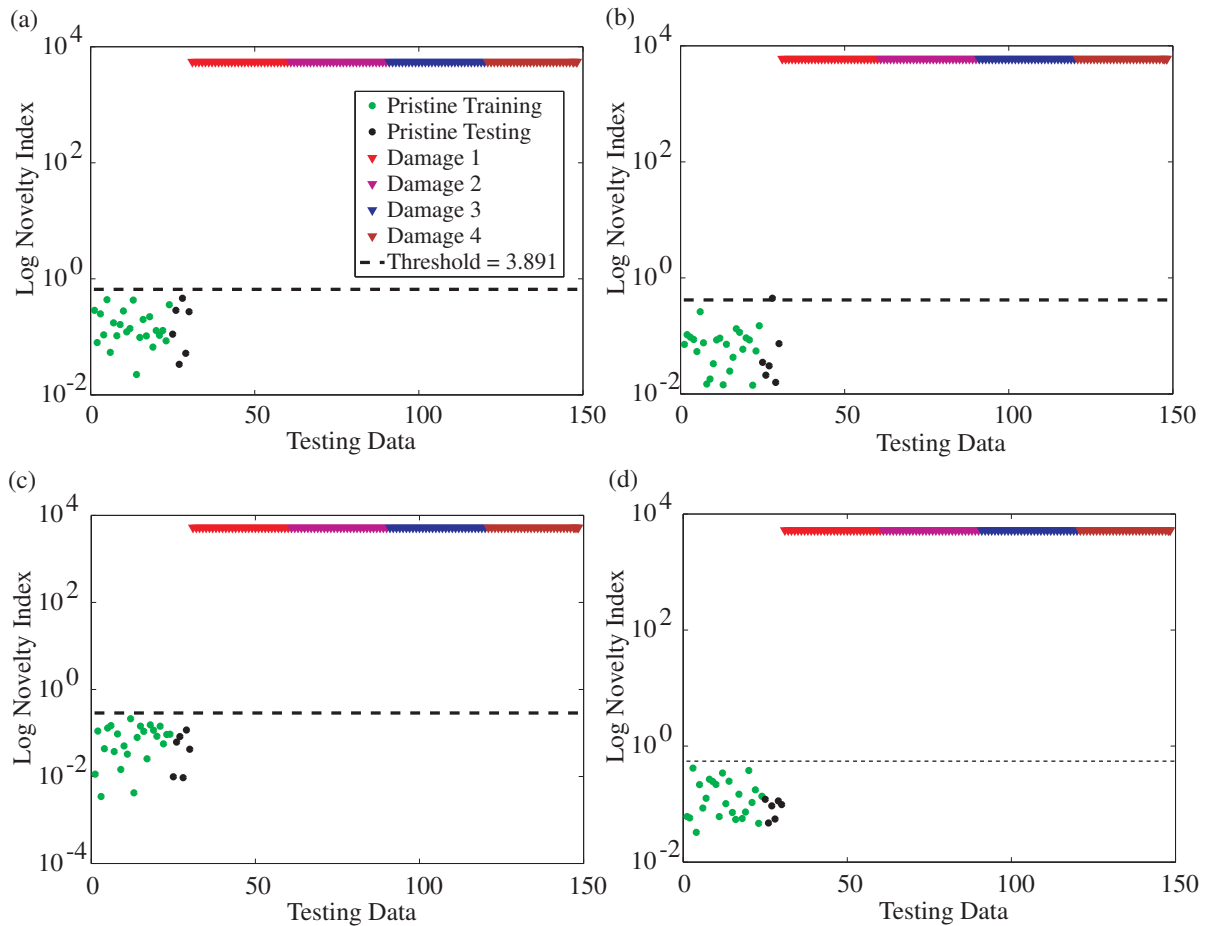 (a)
10^4
10^2
10^0
10^-2
Log Novelty Index
0
50
100
150
Testing Data
Pristine Training
Pristine Testing
Damage 1
Damage 2
Damage 3
Damage 4
Threshold = 3.891
(b)
10^4
10^2
10^0
10^-2
Log Novelty Index
0
50
100
150
Testing Data
(c)
10^4
10^2
10^0
10^-2
10^-4
Log Novelty Index
0
50
100
150
Testing Data
(d)
10^4
10^2
10^0
10^-2
Log Novelty Index
0
50
100
150
Testing Data